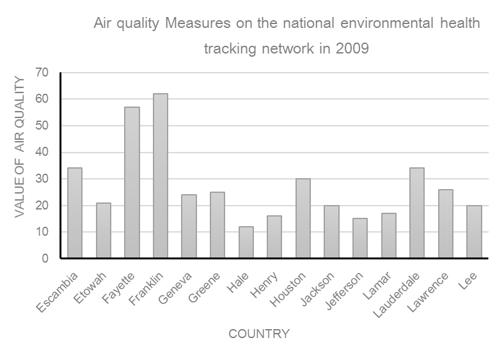 Air quality Measures on the national environmental health
tracking network in 2009
VALUE OF AIR QUALITY
70
60
50
40
30
20
10
0
Escambia
Etowah
Fayette
Franklin
Geneva
Greene
Hale
Henry
Houston
Jackson
Jefferson
Lamar
Lauderdale
Lawrence
Lee
COUNTRY